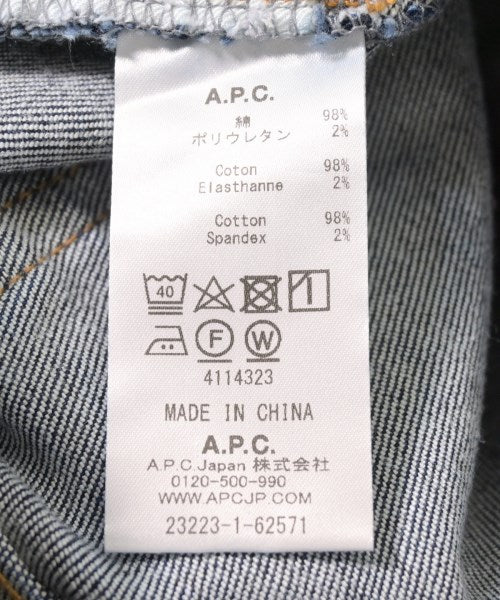 A.P.C.
綿 98%
ポリウレタン 2%
Coton 98%
Elasthanne 2%
Cotton 98%
Spandex 2%
40
F W
4114323
MADE IN CHINA
A.P.C.
A.P.C.Japan 株式会社
0120-500-990
WWW.APCJP.COM
23223-1-62571